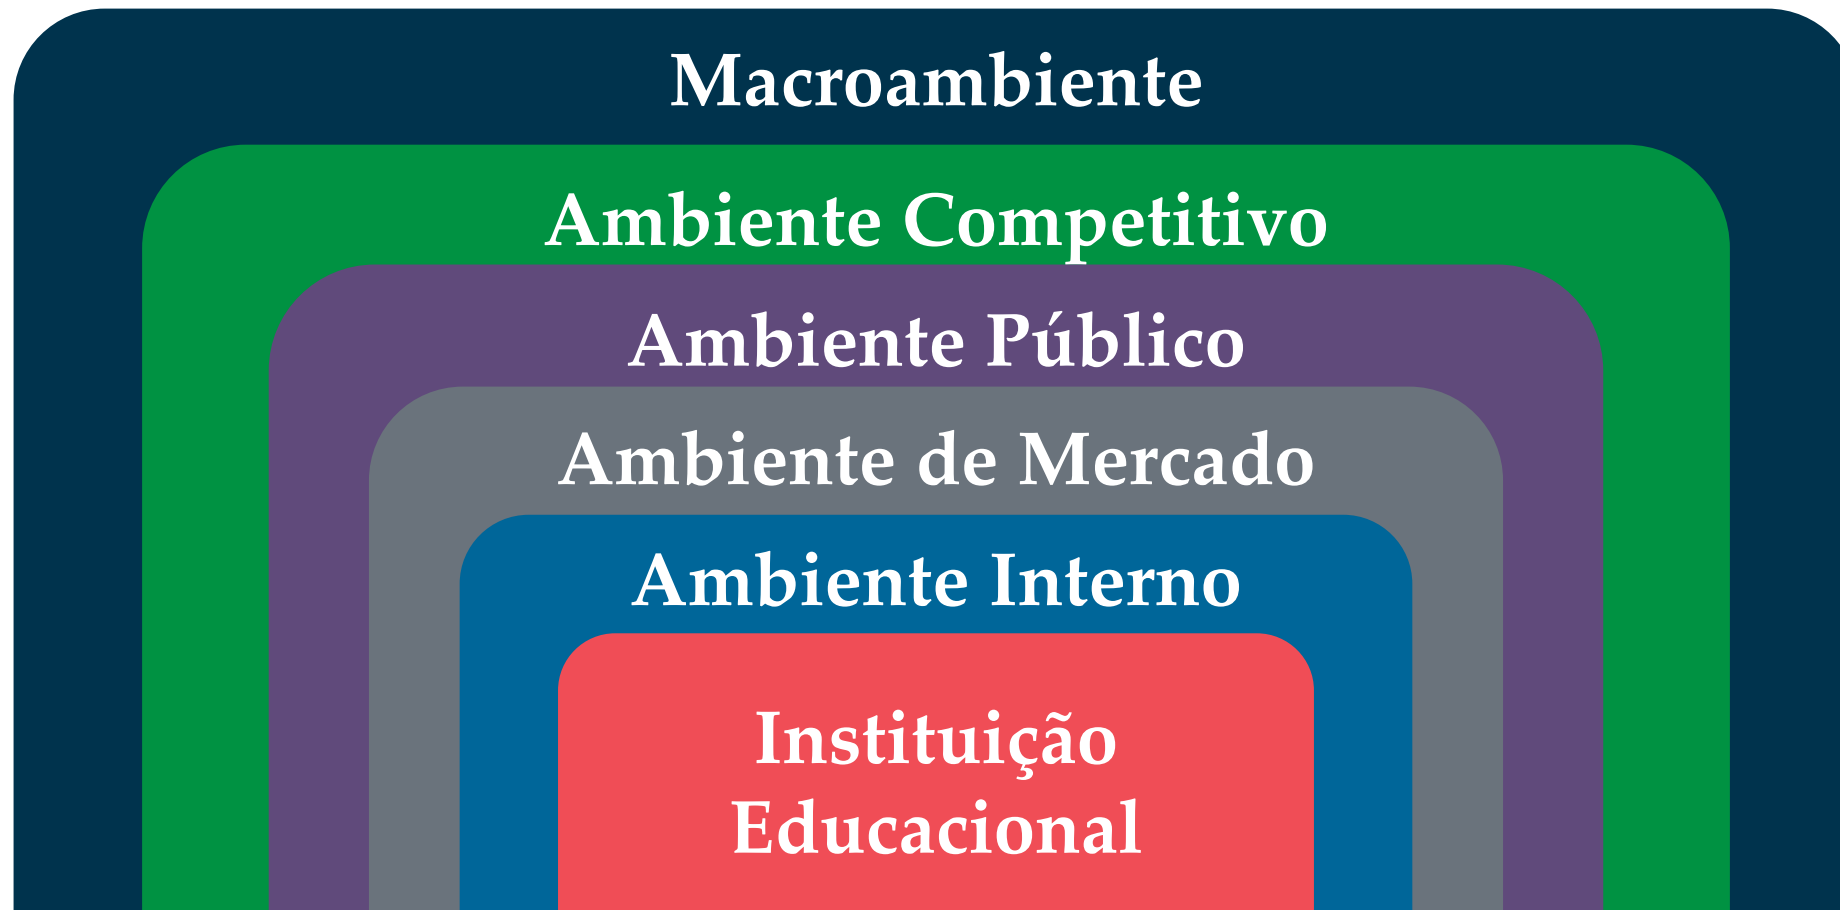 Macroambiente
Ambiente Competitivo
Ambiente Público
Ambiente de Mercado
Ambiente Interno
Instituição
Educacional